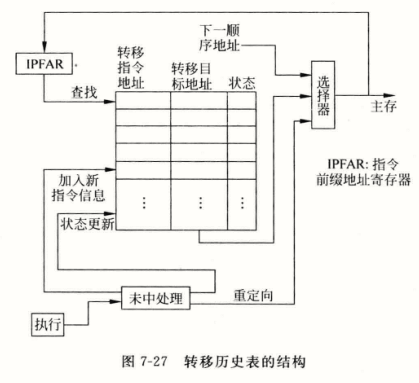 下一顺
序地址
IPFAR
转移
指令
地址
转移目
标地址
状态
查找
选择器
主存
加入新
指令信息
IPFAR: 指令
前缀地址寄存器
⋮
⋮
⋮
状态更新
未中处理
重定向
执行
图 7-27 转移历史表的结构